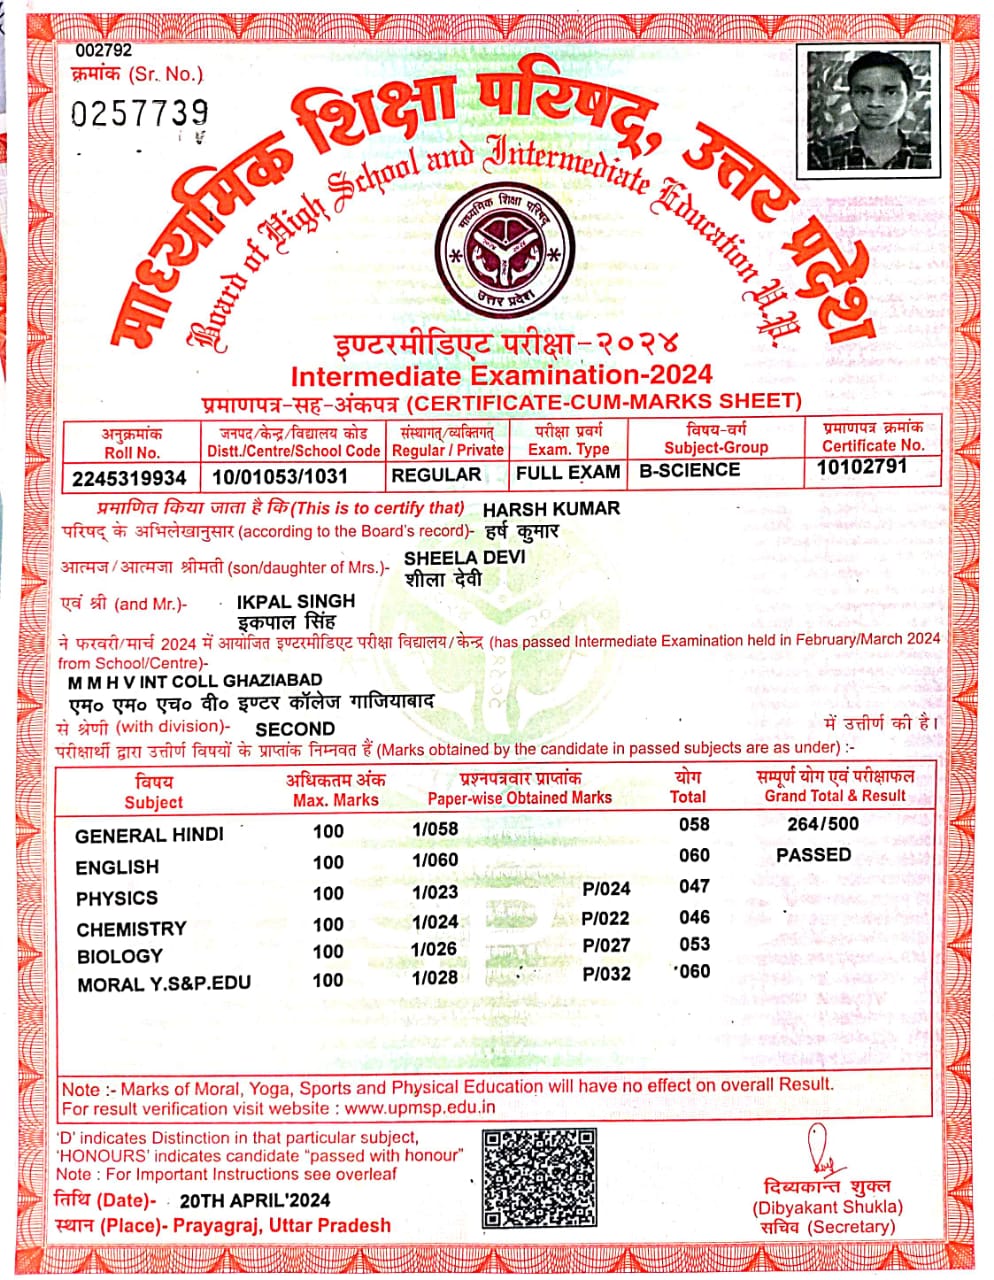 002792
क्रमांक (Sr. No.)
0257739
माध्यमिक शिक्षा परिषद्, उत्तर प्रदेश
Board of High School and Intermediate Education U.P.
माध्यमिक शिक्षा परिषद्
उत्तर प्रदेश
इण्टरमीडिएट परीक्षा-२०२४
Intermediate Examination-2024
प्रमाणपत्र-सह-अंकपत्र (CERTIFICATE-CUM-MARKS SHEET)
अनुक्रमांक जनपद/केन्द्र/विद्यालय कोड संस्थागत्/व्यक्तिगत् परीक्षा प्रवर्ग विषय-वर्ग प्रमाणपत्र क्रमांक
Roll No. Distt./Centre/School Code Regular / Private Exam. Type Subject-Group Certificate No.
2245319934 10/01053/1031 REGULAR FULL EXAM B-SCIENCE 10102791
प्रमाणित किया जाता है कि (This is to certify that) HARSH KUMAR
परिषद् के अभिलेखानुसार (according to the Board's record)- हर्ष कुमार
आत्मज/आत्मजा श्रीमती (son/daughter of Mrs.)- SHEELA DEVI
शीला देवी
एवं श्री (and Mr.)- IKPAL SINGH
इकपाल सिंह
ने फरवरी/मार्च 2024 में आयोजित इण्टरमीडिएट परीक्षा विद्यालय/केन्द्र (has passed Intermediate Examination held in February/March 2024
from School/Centre)-
M M H V INT COLL GHAZIABAD
एम० एम० एच० वी० इण्टर कॉलेज गाजियाबाद
से श्रेणी (with division)- SECOND में उत्तीर्ण की है।
परीक्षार्थी द्वारा उत्तीर्ण विषयों के प्राप्तांक निम्नवत हैं (Marks obtained by the candidate in passed subjects are as under) :-
विषय अधिकतम अंक प्रश्नपत्रवार प्राप्तांक योग सम्पूर्ण योग एवं परीक्षाफल
Subject Max. Marks Paper-wise Obtained Marks Total Grand Total & Result
GENERAL HINDI 100 1/058 058 264/500
ENGLISH 100 1/060 060 PASSED
PHYSICS 100 1/023 P/024 047
CHEMISTRY 100 1/024 P/022 046
BIOLOGY 100 1/026 P/027 053
MORAL Y.S&P.EDU 100 1/028 P/032 060
Note :- Marks of Moral, Yoga, Sports and Physical Education will have no effect on overall Result.
For result verification visit website : www.upmsp.edu.in
'D' indicates Distinction in that particular subject,
'HONOURS' indicates candidate "passed with honour"
Note : For Important Instructions see overleaf
तिथि (Date)- 20TH APRIL'2024
स्थान (Place)- Prayagraj, Uttar Pradesh
दिव्यकान्त शुक्ल
(Dibyakant Shukla)
सचिव (Secretary)